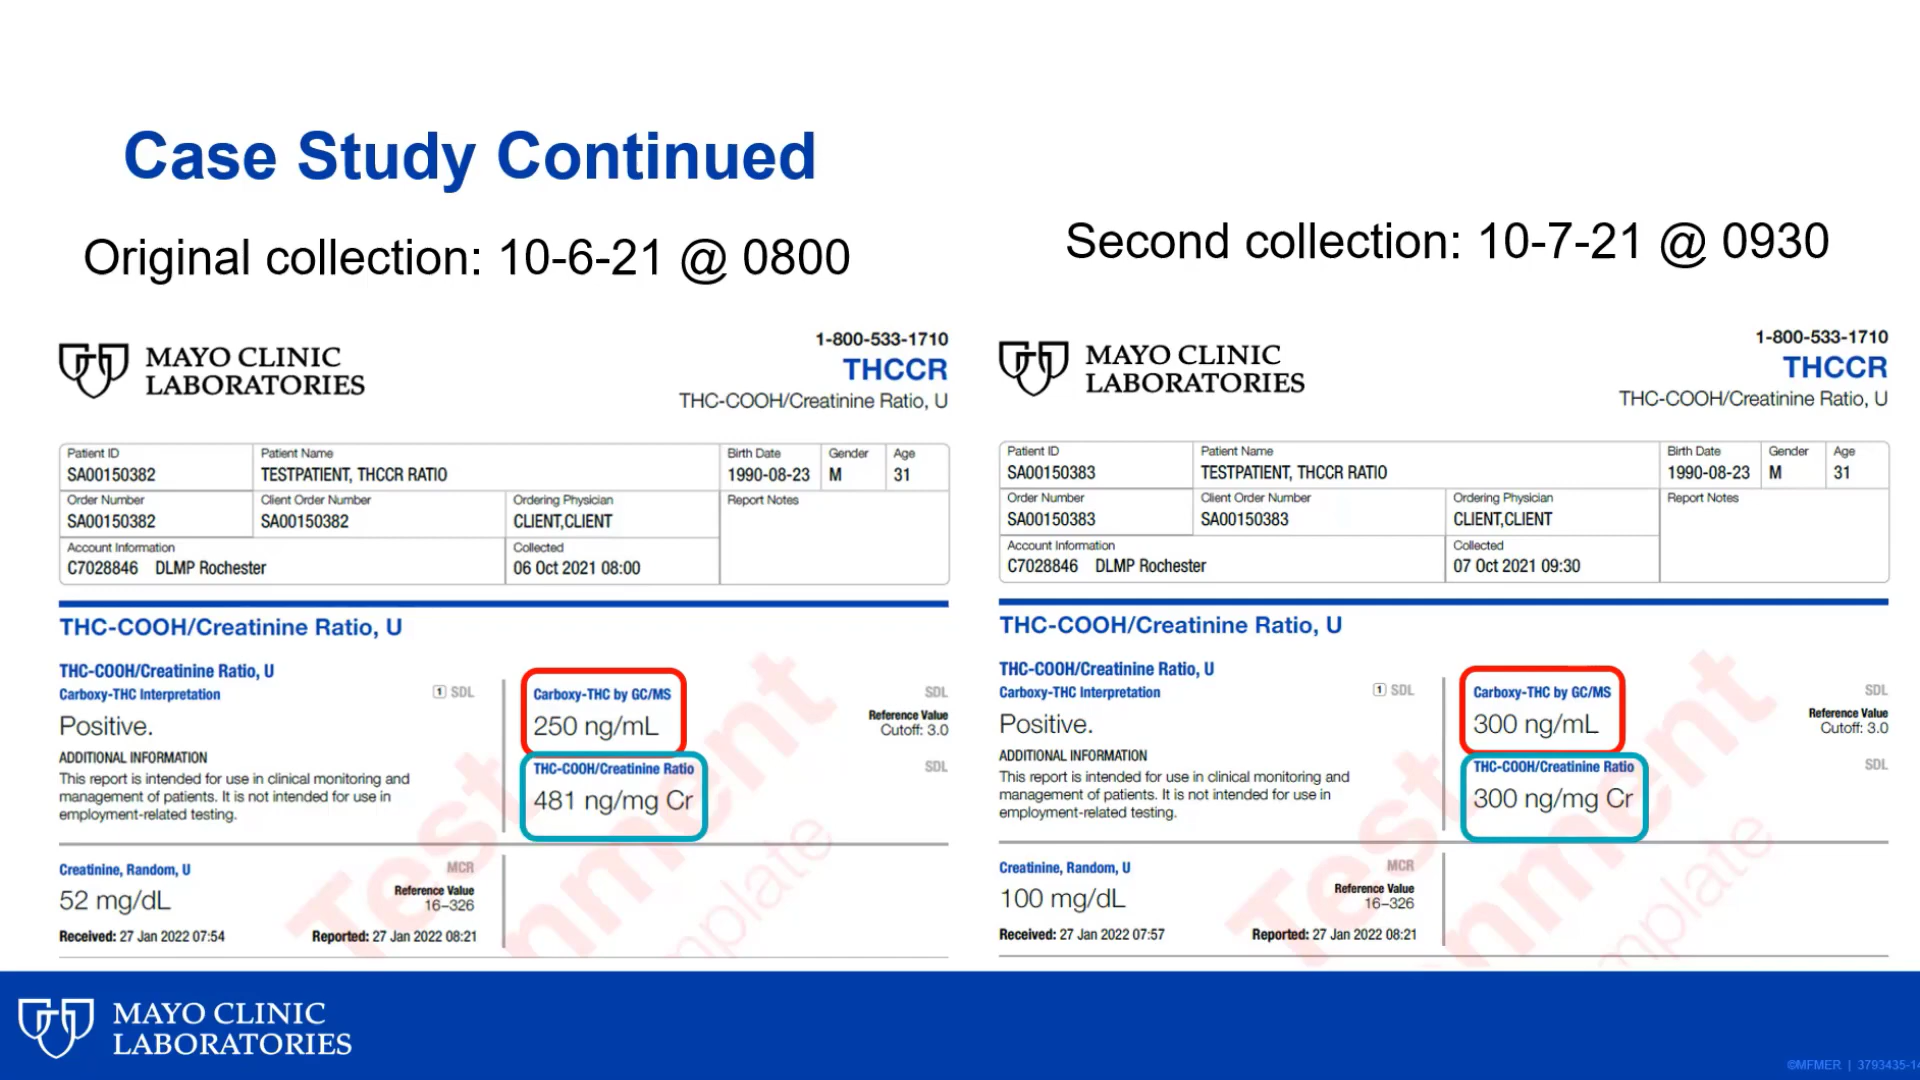 Case Study Continued
Original collection: 10-6-21 @ 0800
MAYO CLINIC
LABORATORIES
1-800-533-1710
THCCR
THC-COOH/Creatinine Ratio, U
Patient ID
SA00150382
Patient Name
TESTPATIENT, THCCR RATIO
Birth Date
1990-08-23
Gender
M
Age
31
Order Number
SA00150382
Client Order Number
SA00150382
Ordering Physician
CLIENT,CLIENT
Report Notes
Account Information
C7028846 DLMP Rochester
Collected
06 Oct 2021 08:00
THC-COOH/Creatinine Ratio, U
THC-COOH/Creatinine Ratio, U
Carboxy-THC Interpretation
1 SDL
Positive.
ADDITIONAL INFORMATION
This report is intended for use in clinical monitoring and
management of patients. It is not intended for use in
employment-related testing.
Carboxy-THC by GC/MS
250 ng/mL
SDL
Reference Value
Cutoff: 3.0
THC-COOH/Creatinine Ratio
481 ng/mg Cr
SDL
Creatinine, Random, U
52 mg/dL
MCR
Reference Value
16–326
Received: 27 Jan 2022 07:54
Reported: 27 Jan 2022 08:21
Test
nment
mplate
Second collection: 10-7-21 @ 0930
MAYO CLINIC
LABORATORIES
1-800-533-1710
THCCR
THC-COOH/Creatinine Ratio, U
Patient ID
SA00150383
Patient Name
TESTPATIENT, THCCR RATIO
Birth Date
1990-08-23
Gender
M
Age
31
Order Number
SA00150383
Client Order Number
SA00150383
Ordering Physician
CLIENT,CLIENT
Report Notes
Account Information
C7028846 DLMP Rochester
Collected
07 Oct 2021 09:30
THC-COOH/Creatinine Ratio, U
THC-COOH/Creatinine Ratio, U
Carboxy-THC Interpretation
1 SDL
Positive.
ADDITIONAL INFORMATION
This report is intended for use in clinical monitoring and
management of patients. It is not intended for use in
employment-related testing.
Carboxy-THC by GC/MS
300 ng/mL
SDL
Reference Value
Cutoff: 3.0
THC-COOH/Creatinine Ratio
300 ng/mg Cr
SDL
Creatinine, Random, U
100 mg/dL
MCR
Reference Value
16–326
Received: 27 Jan 2022 07:57
Reported: 27 Jan 2022 08:21
Test
nment
mplate
MAYO CLINIC
LABORATORIES
©MFMER | 3793435-1